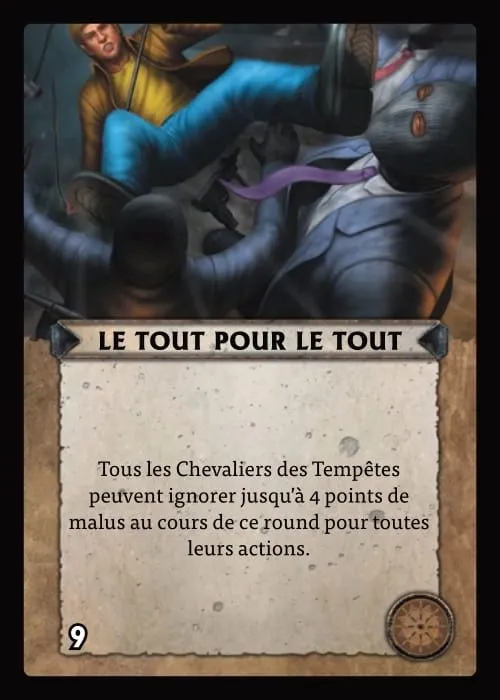 LE TOUT POUR LE TOUT
Tous les Chevaliers des Tempêtes
peuvent ignorer jusqu'à 4 points de
malus au cours de ce round pour toutes
leurs actions.
9